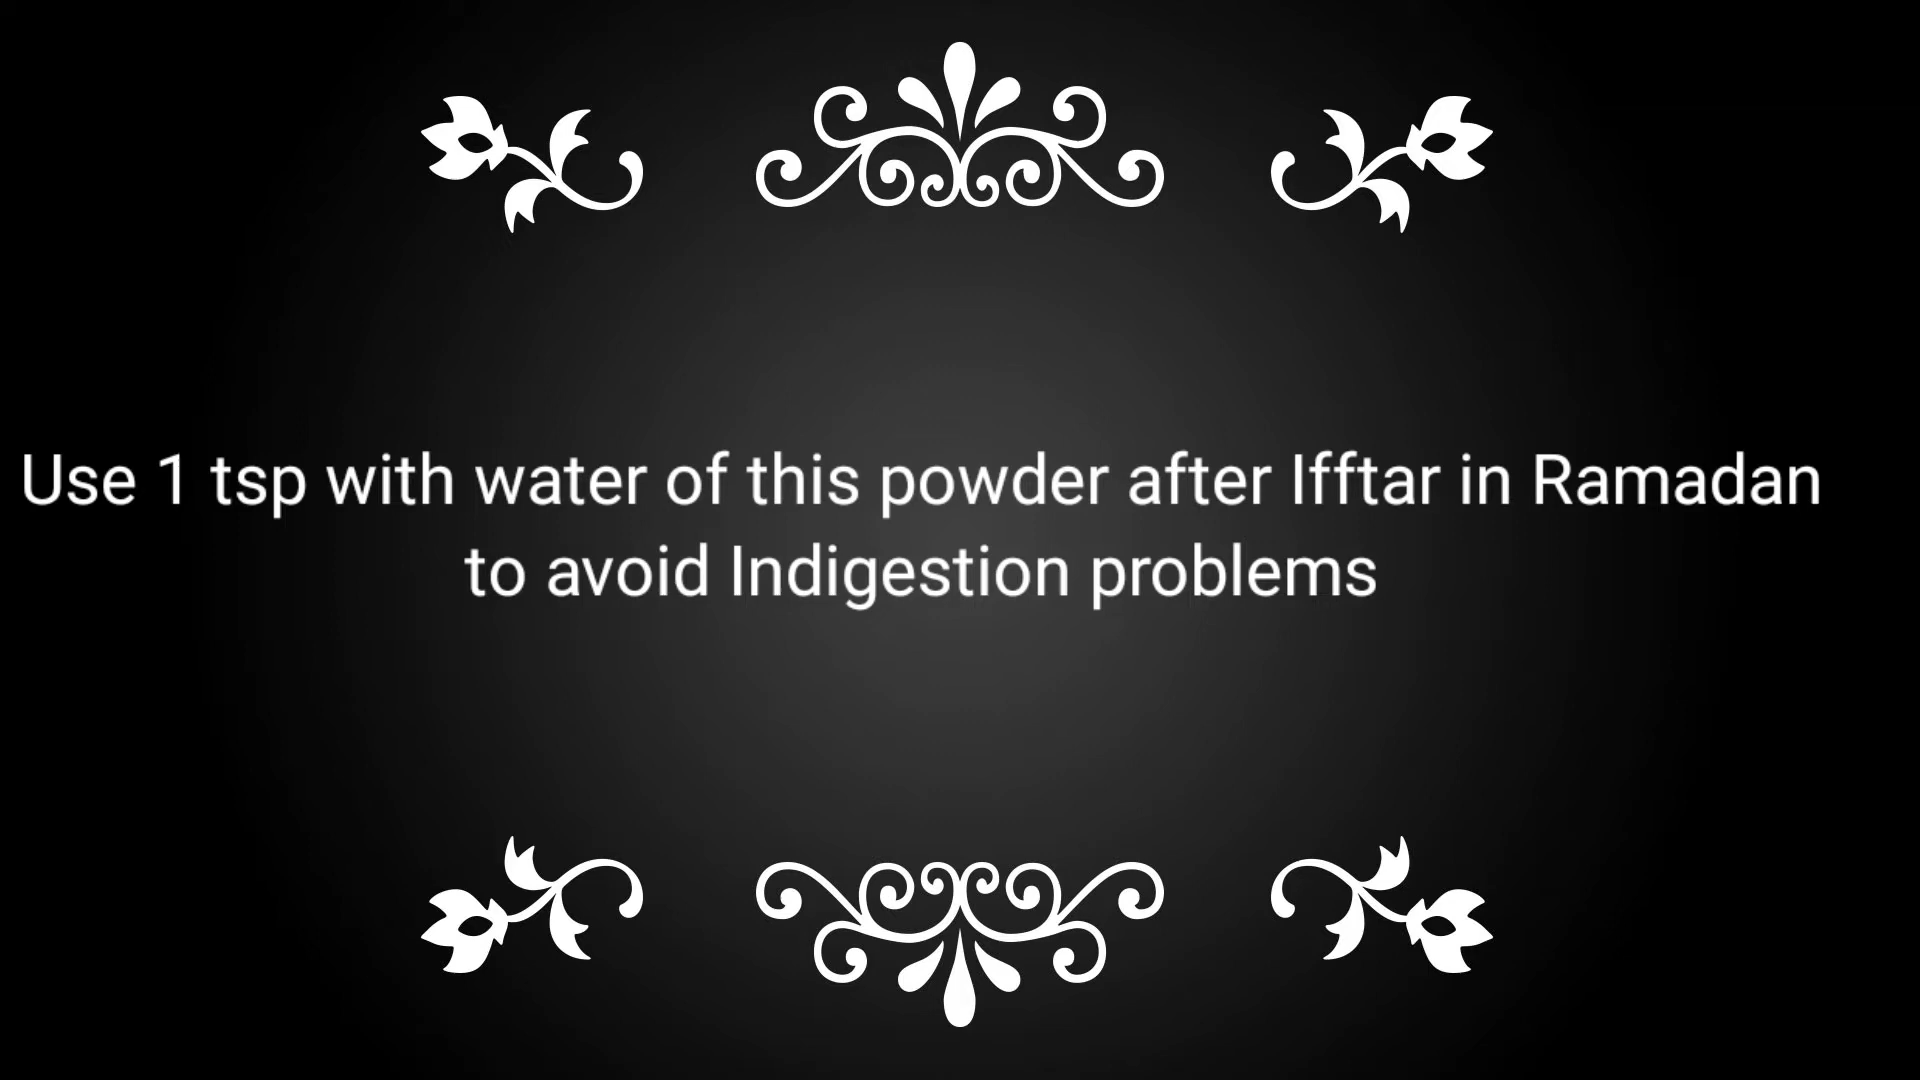 Use 1 tsp with water of this powder after Ifftar in Ramadan
to avoid Indigestion problems